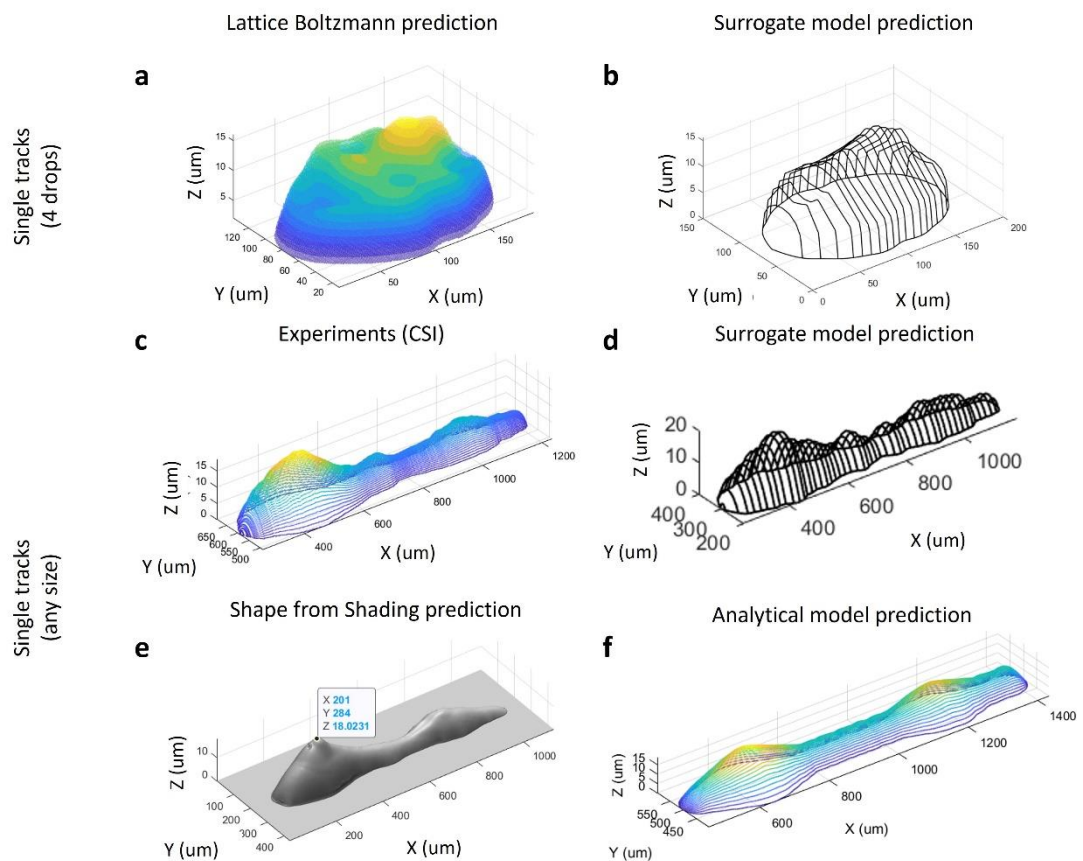 Lattice Boltzmann prediction
Surrogate model prediction
Single tracks
(4 drops)
a
15
10
5
Z (um)
120
100
80
60
40
20
Y (um)
50
100
150
X (um)
b
15
10
5
0
Z (um)
150
100
50
0
Y (um)
0
50
100
150
200
X (um)
Experiments (CSI)
Surrogate model prediction
Single tracks
(any size)
c
15
10
5
0
Z (um)
650
600
550
500
Y (um)
400
600
800
1000
1200
X (um)
d
20
10
0
Z (um)
400
300
200
Y (um)
400
600
800
1000
X (um)
Shape from Shading prediction
Analytical model prediction
e
X 201
Y 284
Z 18.0231
10
0
Z (um)
100
200
300
400
Y (um)
200
400
600
800
1000
X (um)
f
15
10
5
0
Z (um)
550
500
450
Y (um)
600
800
1000
1200
1400
X (um)